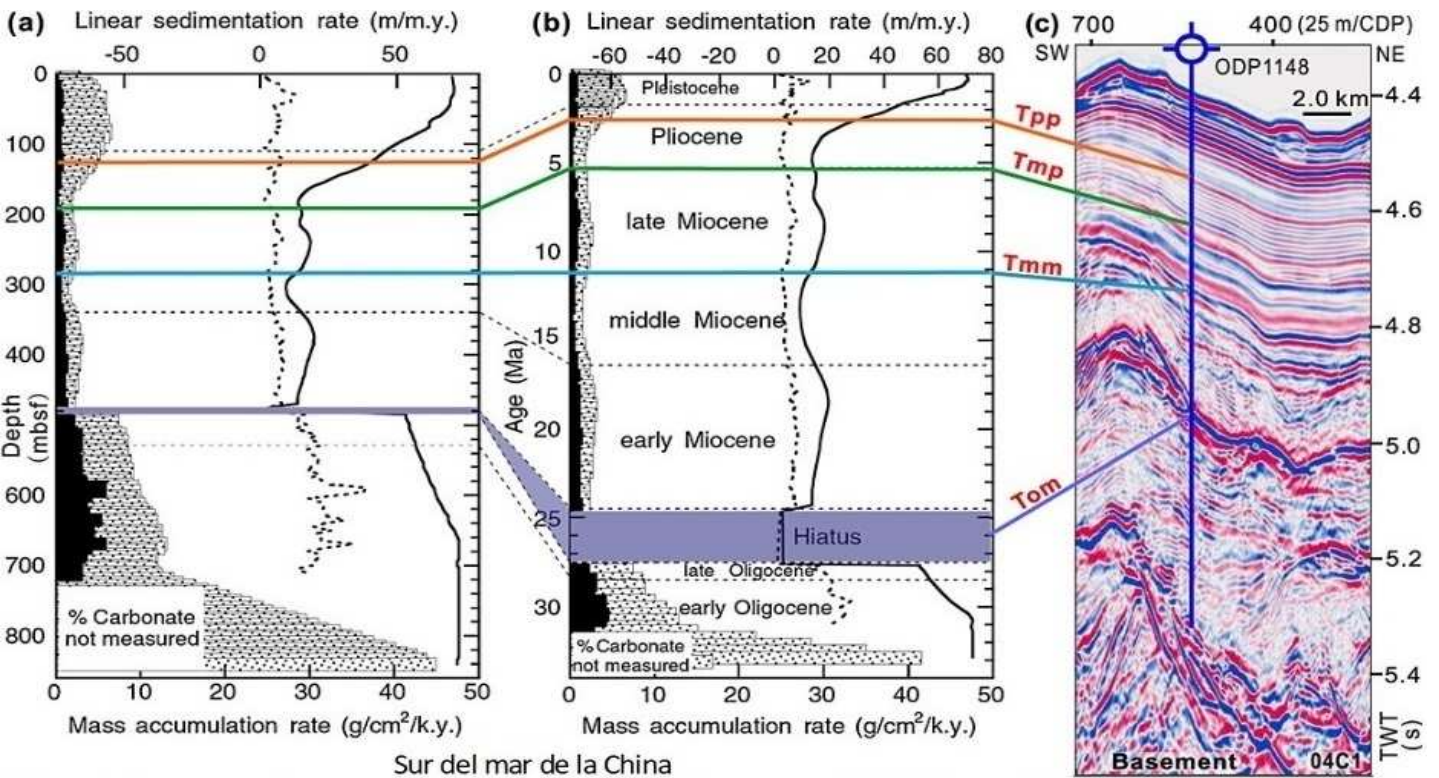 (a)
Linear sedimentation rate (m/m.y.)
-50 0 50
0
100
200
300
400
Depth
(mbsf)
600
700
800
% Carbonate
not measured
0 10 20 30 40 50
Mass accumulation rate (g/cm²/k.y.)
(b)
Linear sedimentation rate (m/m.y.)
-60 -40 -20 0 20 40 60 80
0
Pleistocene
Pliocene
5
late Miocene
10
middle Miocene
15
Age (Ma)
early Miocene
20
25
Hiatus
late Oligocene
30
early Oligocene
% Carbonate
not measured
0 10 20 30 40 50
Mass accumulation rate (g/cm²/k.y.)
(c)
700 400 (25 m/CDP)
SW NE
ODP1148
2.0 km
Tpp
Tmp
Tmm
Tom
4.4
4.6
4.8
5.0
5.2
5.4
TWT
(s)
Basement 04C1
Sur del mar de la China